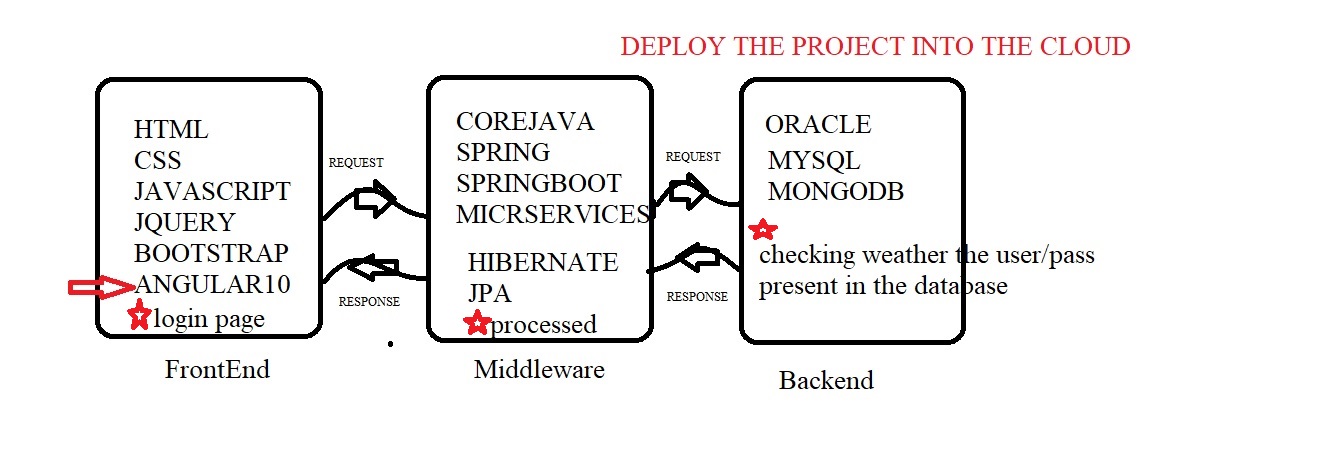 DEPLOY THE PROJECT INTO THE CLOUD
HTML
CSS
JAVASCRIPT
JQUERY
BOOTSTRAP
ANGULAR10
login page
FrontEnd
REQUEST
RESPONSE
COREJAVA
SPRING
SPRINGBOOT
MICRSERVICES
HIBERNATE
JPA
processed
Middleware
REQUEST
RESPONSE
ORACLE
MYSQL
MONGODB
checking weather the user/pass
present in the database
Backend